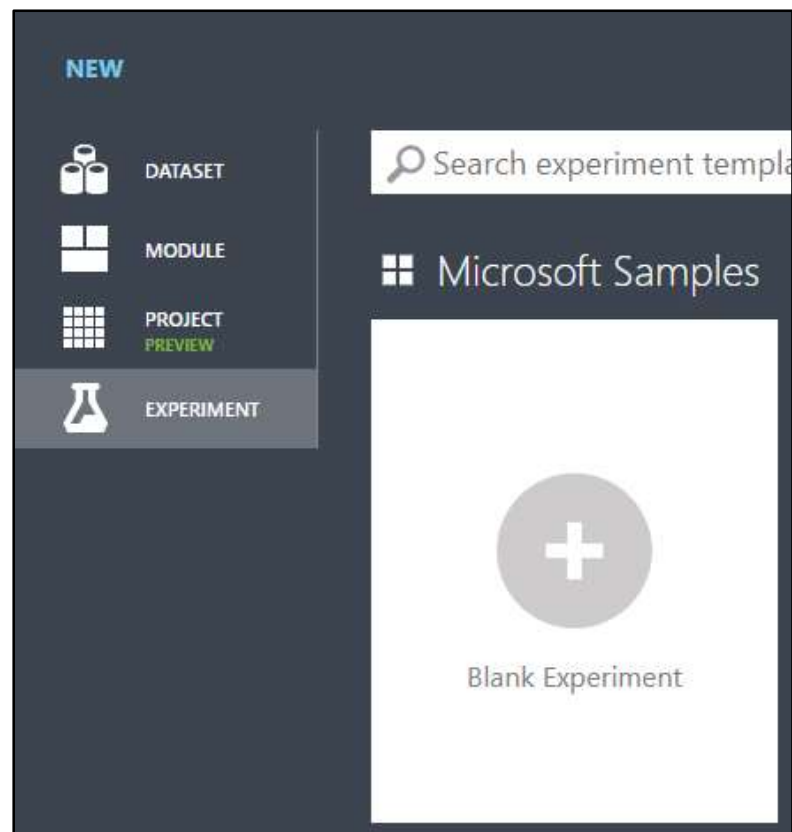 NEW
DATASET
MODULE
PROJECT
PREVIEW
EXPERIMENT
Search experiment templa
Microsoft Samples
Blank Experiment